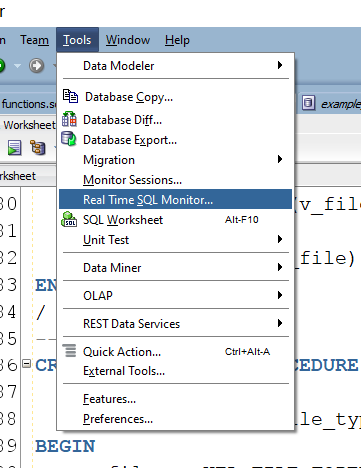 r
n Team Tools Window Help
Data Modeler
Database Copy...
functions.s
example
Database Diff...
Worksheet
Database Export...
Migration
Monitor Sessions...
rksheet
Real Time SQL Monitor...
30 (v_file
SQL Worksheet Alt-F10
31
Unit Test
32 _file)
Data Miner
33 EN
34 /
OLAP
35 --
REST Data Services
36 CR CEDURE
Quick Action... Ctrl+Alt-A
37
External Tools...
Features...
38 le_typ
Preferences...
39 BEGIN